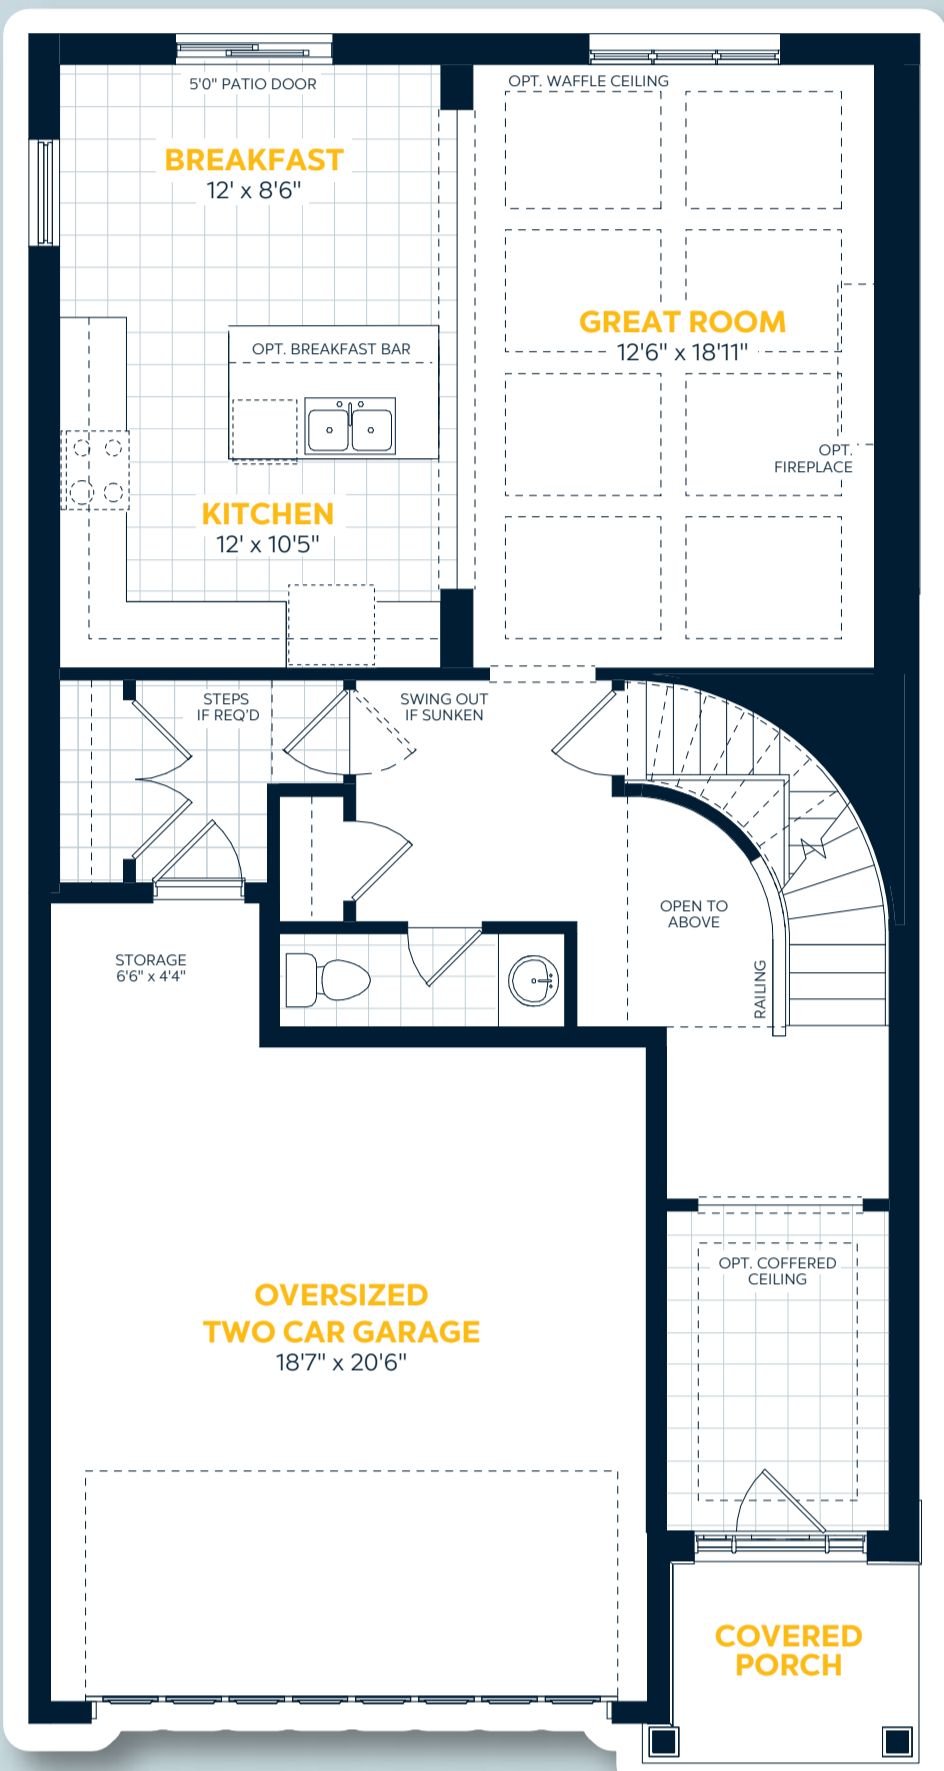 5'0" PATIO DOOR
OPT. WAFFLE CEILING
BREAKFAST
12' x 8'6"
GREAT ROOM
12'6" x 18'11"
OPT. BREAKFAST BAR
OPT.
FIREPLACE
KITCHEN
12' x 10'5"
STEPS
IF REQ'D
SWING OUT
IF SUNKEN
OPEN TO
ABOVE
RAILING
STORAGE
6'6" x 4'4"
OPT. COFFERED
CEILING
OVERSIZED
TWO CAR GARAGE
18'7" x 20'6"
COVERED
PORCH